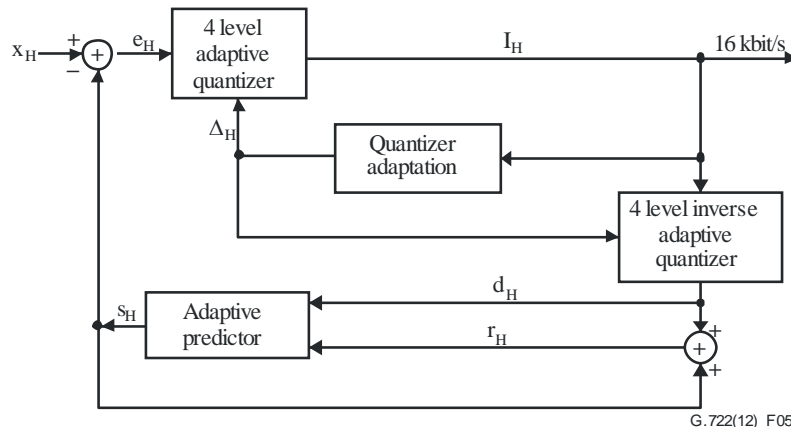 x_H
+
−
+
e_H
4 level
adaptive
quantizer
I_H
16 kbit/s
Δ_H
Quantizer
adaptation
4 level inverse
adaptive
quantizer
d_H
s_H
Adaptive
predictor
r_H
+
+
+
G.722(12)_F05